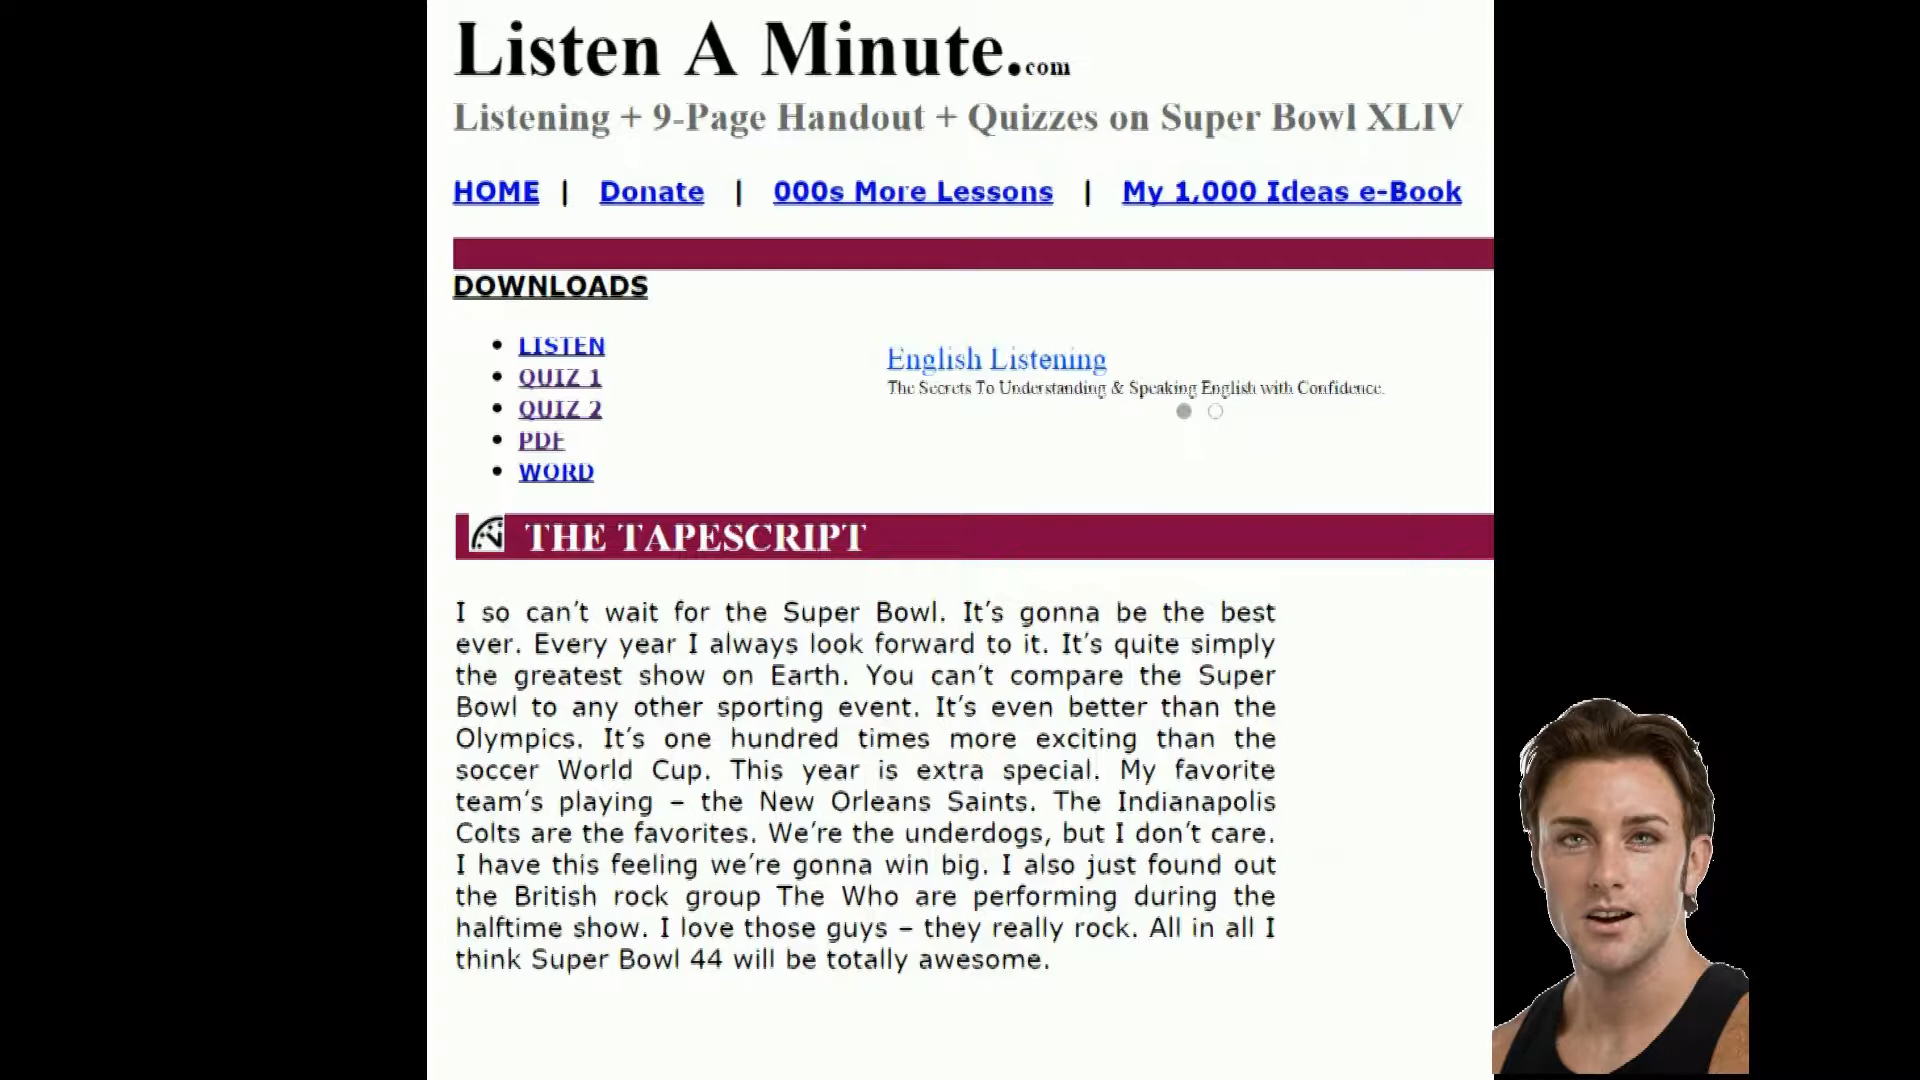 Listen A Minute.com
Listening + 9-Page Handout + Quizzes on Super Bowl XLIV
HOME | Donate | 000s More Lessons | My 1,000 Ideas e-Book
DOWNLOADS
LISTEN
QUIZ 1
QUIZ 2
PDF
WORD
English Listening
The Secrets To Understanding & Speaking English with Confidence.
THE TAPESCRIPT
I so can’t wait for the Super Bowl. It’s gonna be the best
ever. Every year I always look forward to it. It’s quite simply
the greatest show on Earth. You can’t compare the Super
Bowl to any other sporting event. It’s even better than the
Olympics. It’s one hundred times more exciting than the
soccer World Cup. This year is extra special. My favorite
team’s playing – the New Orleans Saints. The Indianapolis
Colts are the favorites. We’re the underdogs, but I don’t care.
I have this feeling we’re gonna win big. I also just found out
the British rock group The Who are performing during the
halftime show. I love those guys – they really rock. All in all I
think Super Bowl 44 will be totally awesome.